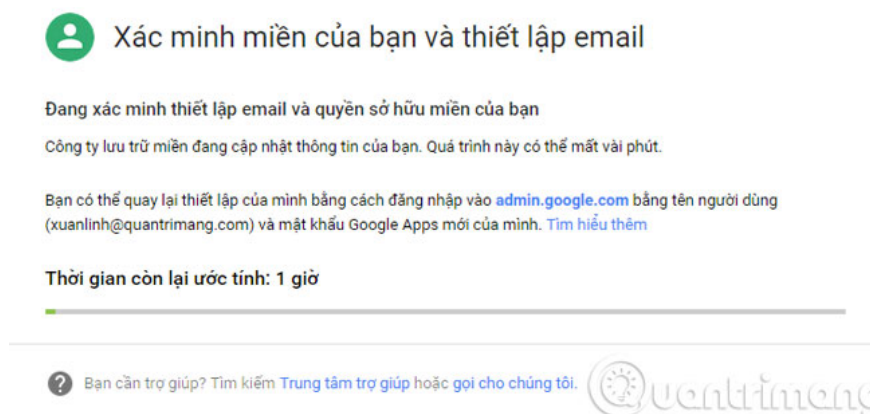 Xác minh miền của bạn và thiết lập email
Đang xác minh thiết lập email và quyền sở hữu miền của bạn
Công ty lưu trữ miền đang cập nhật thông tin của bạn. Quá trình này có thể mất vài phút.
Bạn có thể quay lại thiết lập của mình bằng cách đăng nhập vào admin.google.com bằng tên người dùng
(xuanlinh@quantrimang.com) và mật khẩu Google Apps mới của mình. Tìm hiểu thêm
Thời gian còn lại ước tính: 1 giờ
? Bạn cần trợ giúp? Tìm kiếm Trung tâm trợ giúp hoặc gọi cho chúng tôi.
Quantrimang